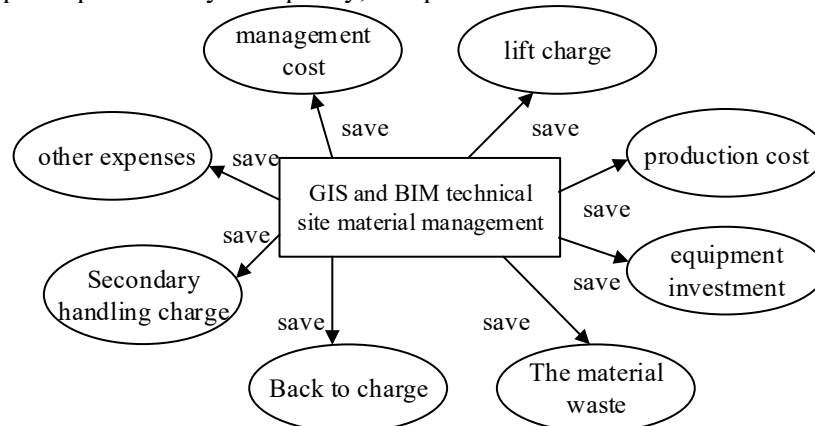 management
cost
lift charge
save
save
other expenses
save
production cost
GIS and BIM technical
site material management
save
save
equipment
investment
save
Secondary
handling charge
save
save
Back to charge
The material
waste